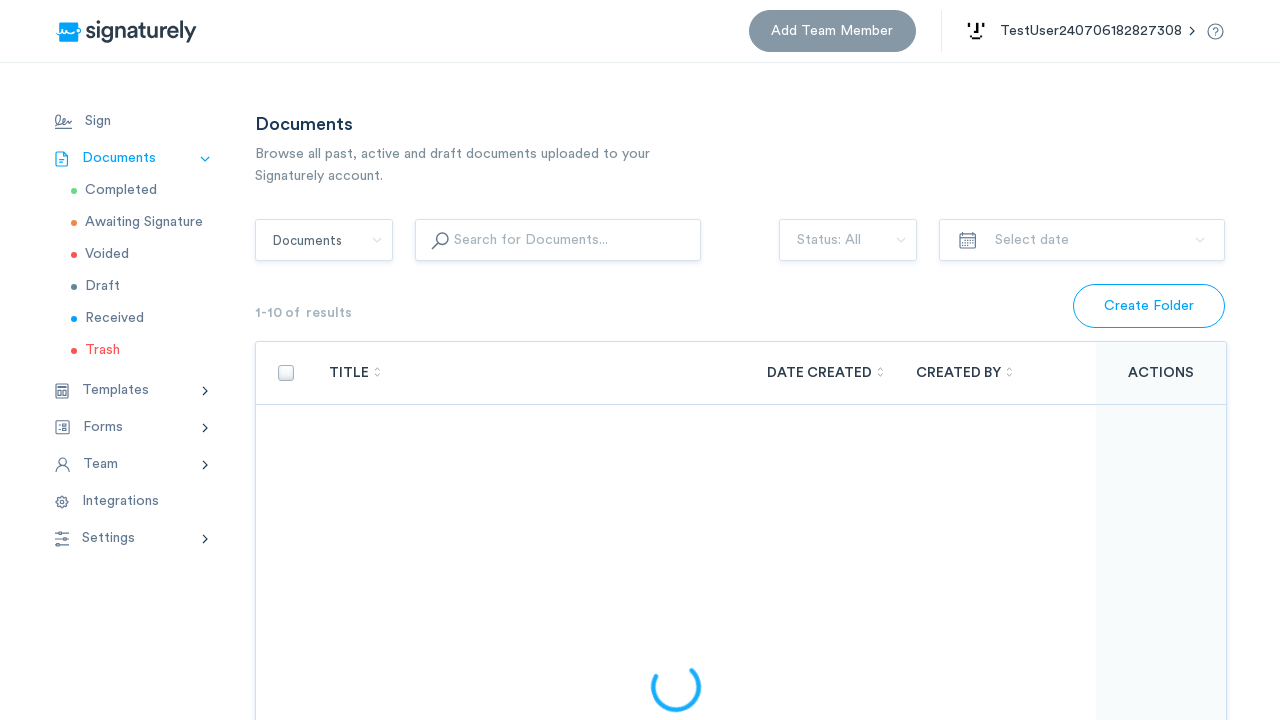 signaturely
Add Team Member
TestUser240706182827308
Sign
Documents
Completed
Awaiting Signature
Voided
Draft
Received
Trash
Templates
Forms
Team
Integrations
Settings
Documents
Browse all past, active and draft documents uploaded to your
Signaturely account.
Documents
Search for Documents...
Status: All
Select date
1-10 of results
Create Folder
TITLE
DATE CREATED
CREATED BY
ACTIONS